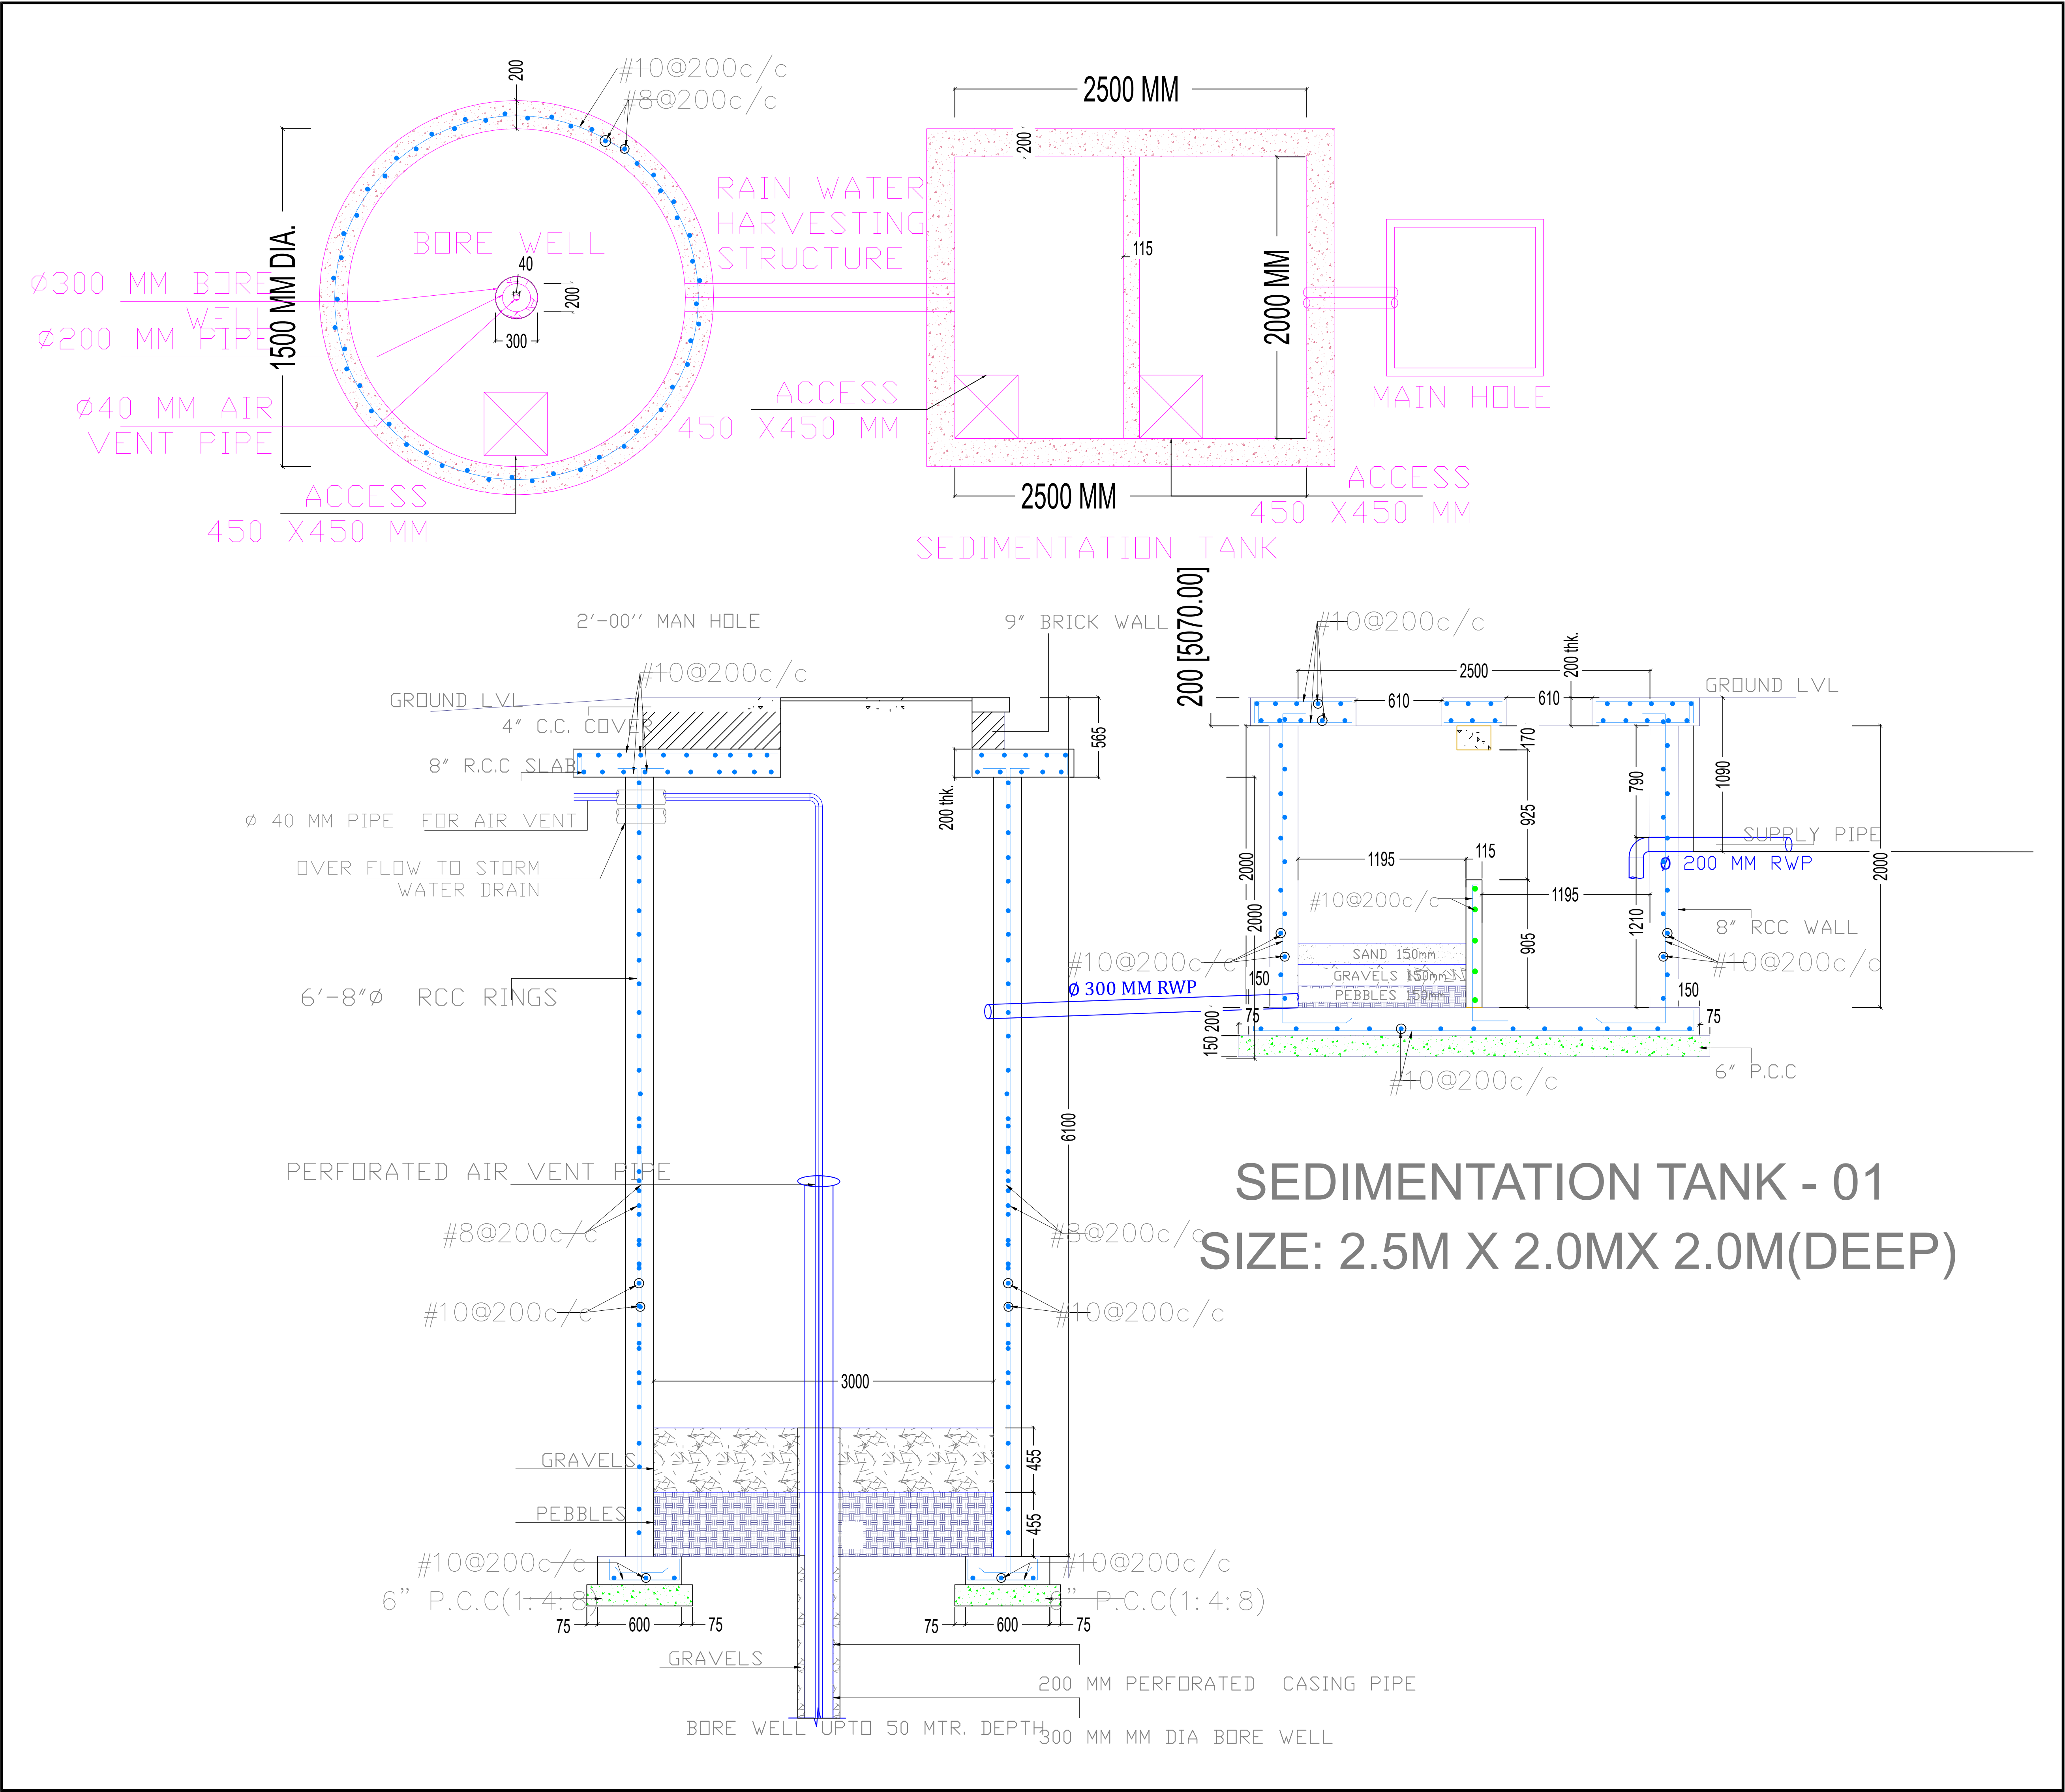 200
#10@200c/c
#8@200c/c
2500 MM
200
RAIN WATER
HARVESTING
STRUCTURE
BORE WELL
40
115
200
300
1500 MM DIA.
2000 MM
Ø300 MM BORE
WELL
Ø200 MM PIPE
Ø40 MM AIR
VENT PIPE
ACCESS
450 X450 MM
MAIN HOLE
ACCESS
450 X450 MM
2500 MM
ACCESS
450 X450 MM
SEDIMENTATION TANK
2'-00'' MAN HOLE
9" BRICK WALL
#10@200c/c
GROUND LVL
4" C.C. COVER
8" R.C.C SLAB
565
200 thk.
Ø 40 MM PIPE FOR AIR VENT
OVER FLOW TO STORM
WATER DRAIN
6'-8"Ø RCC RINGS
6100
PERFORATED AIR VENT PIPE
#8@200c/c
#8@200c/c
#10@200c/c
#10@200c/c
3000
GRAVELS
455
PEBBLES
455
#10@200c/c
#10@200c/c
6" P.C.C(1:4:8)
6" P.C.C(1:4:8)
75
600
75
75
600
75
GRAVELS
200 MM PERFORATED CASING PIPE
BORE WELL UPTO 50 MTR. DEPTH
300 MM MM DIA BORE WELL
200 [5070.00]
#10@200c/c
200 thk.
2500
GROUND LVL
610
610
170
790
1090
925
SUPPLY PIPE
Ø 200 MM RWP
1195
115
2000
2000
2000
#10@200c/c
1195
1210
905
8" RCC WALL
#10@200c/c
#10@200c/c
SAND 150mm
GRAVELS 150mm
PEBBLES 150mm
150
150
Ø 300 MM RWP
75
75
200
150
6" P.C.C
#10@200c/c
SEDIMENTATION TANK - 01
SIZE: 2.5M X 2.0MX 2.0M(DEEP)